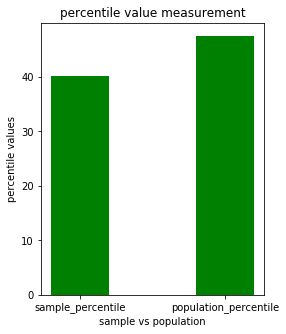 percentile value measurement
percentile values
40
30
20
10
0
sample_percentile population_percentile
sample vs population